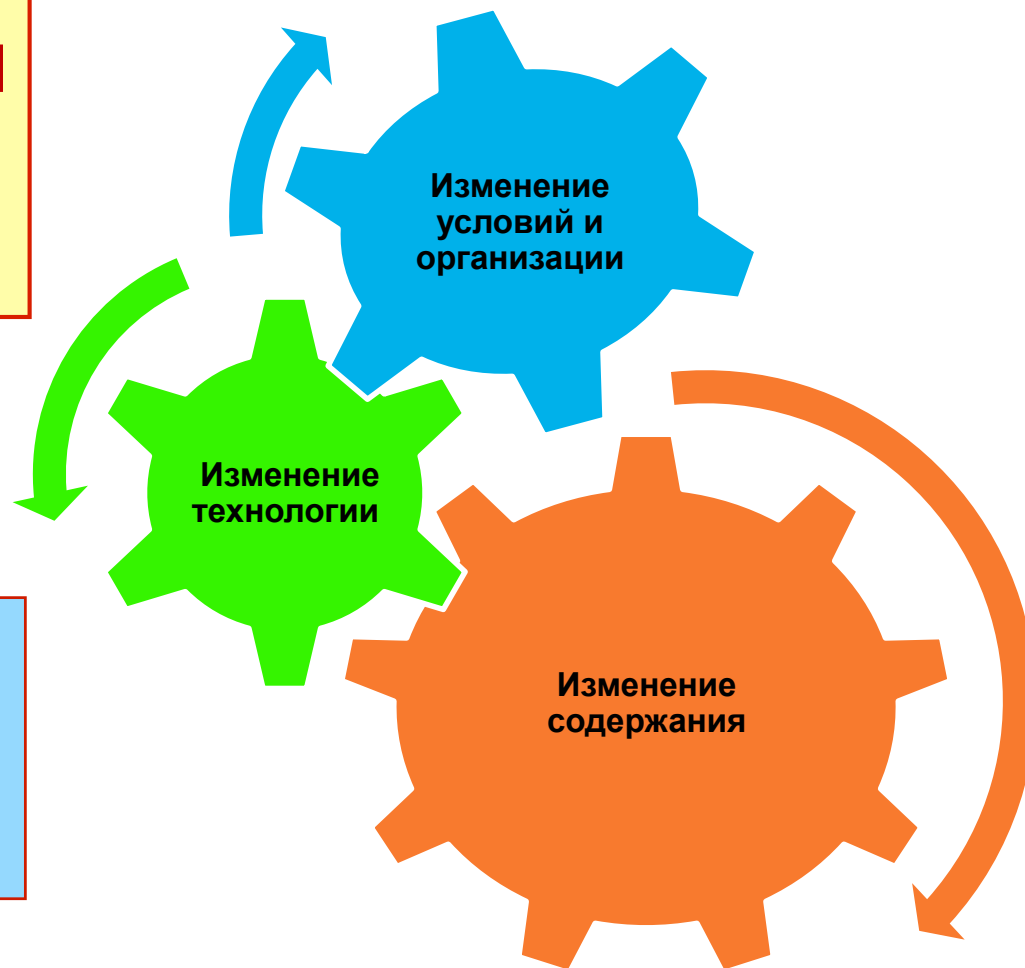 Изменение
условий и
организации
Изменение
технологии
Изменение
содержания